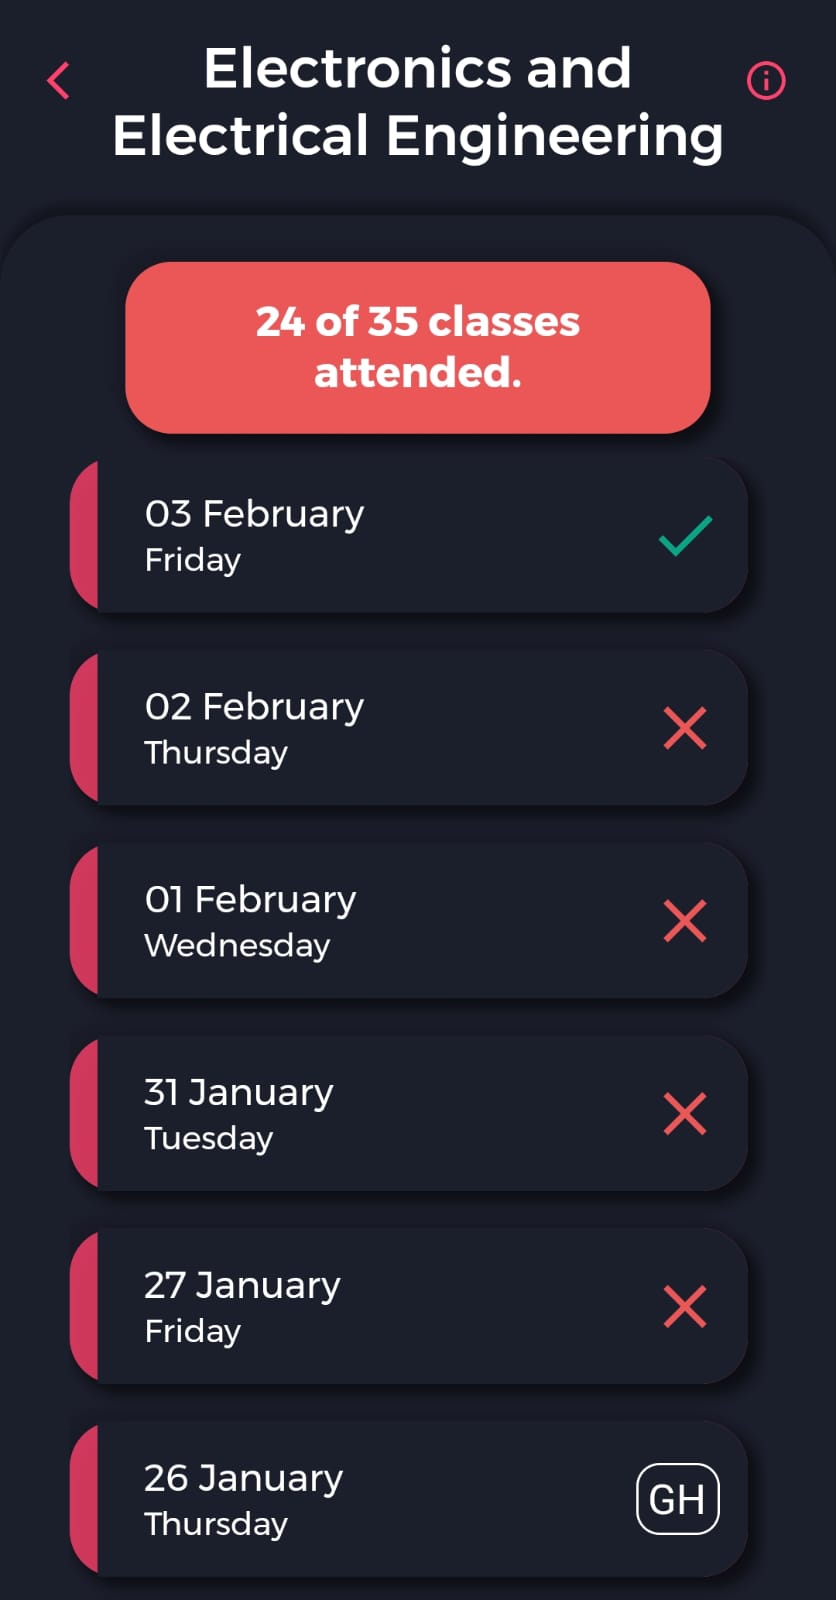 Electronics and
Electrical Engineering
24 of 35 classes
attended.
03 February
Friday
02 February
Thursday
01 February
Wednesday
31 January
Tuesday
27 January
Friday
26 January
Thursday
GH